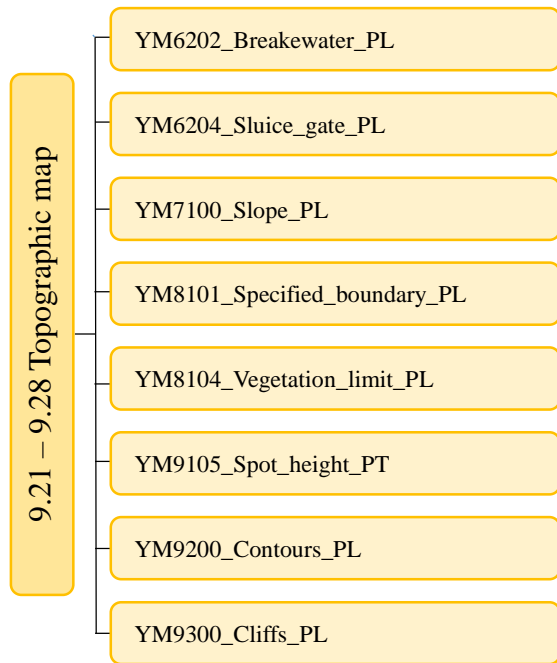 9.21 – 9.28 Topographic map
YM6202_Breakewater_PL
YM6204_Sluice_gate_PL
YM7100_Slope_PL
YM8101_Specified_boundary_PL
YM8104_Vegetation_limit_PL
YM9105_Spot_height_PT
YM9200_Contours_PL
YM9300_Cliffs_PL